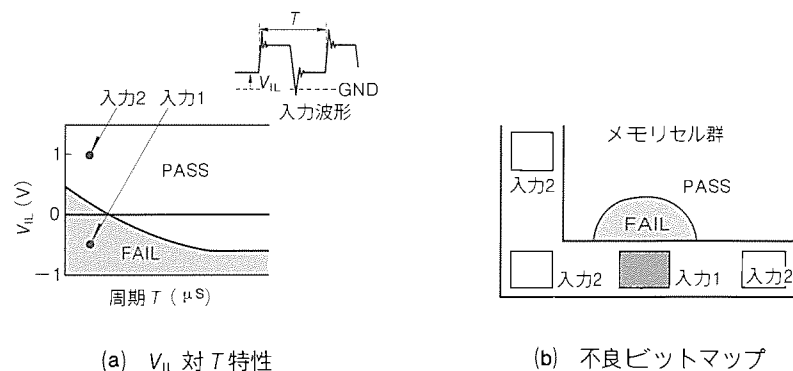 T
V_IL
GND
入力2 入力1
入力波形
1
PASS
V_IL (V)
0
FAIL
−1
周期 T ( μS )
(a) V_IL 対 T 特性
メモリセル群
入力2
PASS
FAIL
入力2
入力1
入力2
(b) 不良ビットマップ